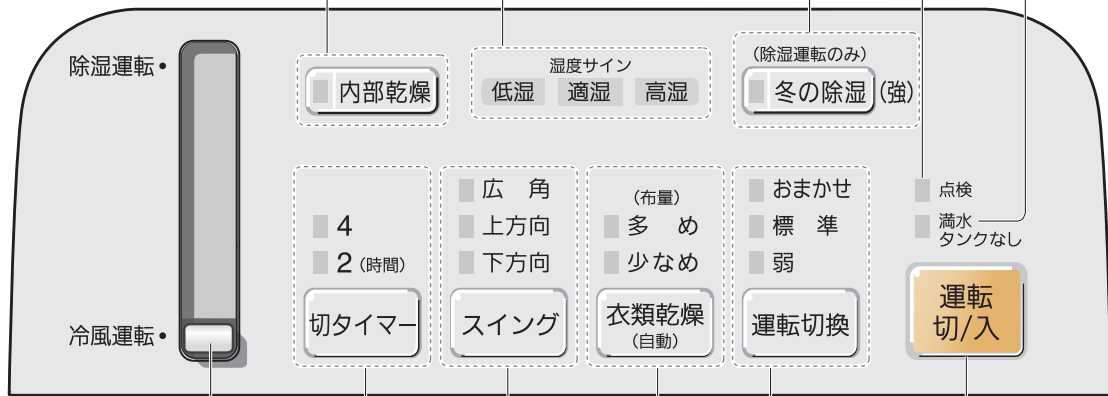 除湿運転
冷風運転
内部乾燥
湿度サイン
低湿 適湿 高湿
(除湿運転のみ)
冬の除湿 (強)
4
2 (時間)
切タイマー
広 角
上方向
下方向
スイング
(布量)
多 め
少なめ
衣類乾燥
(自動)
おまかせ
標 準
弱
運転切換
点検
満水
タンクなし
運転
切/入